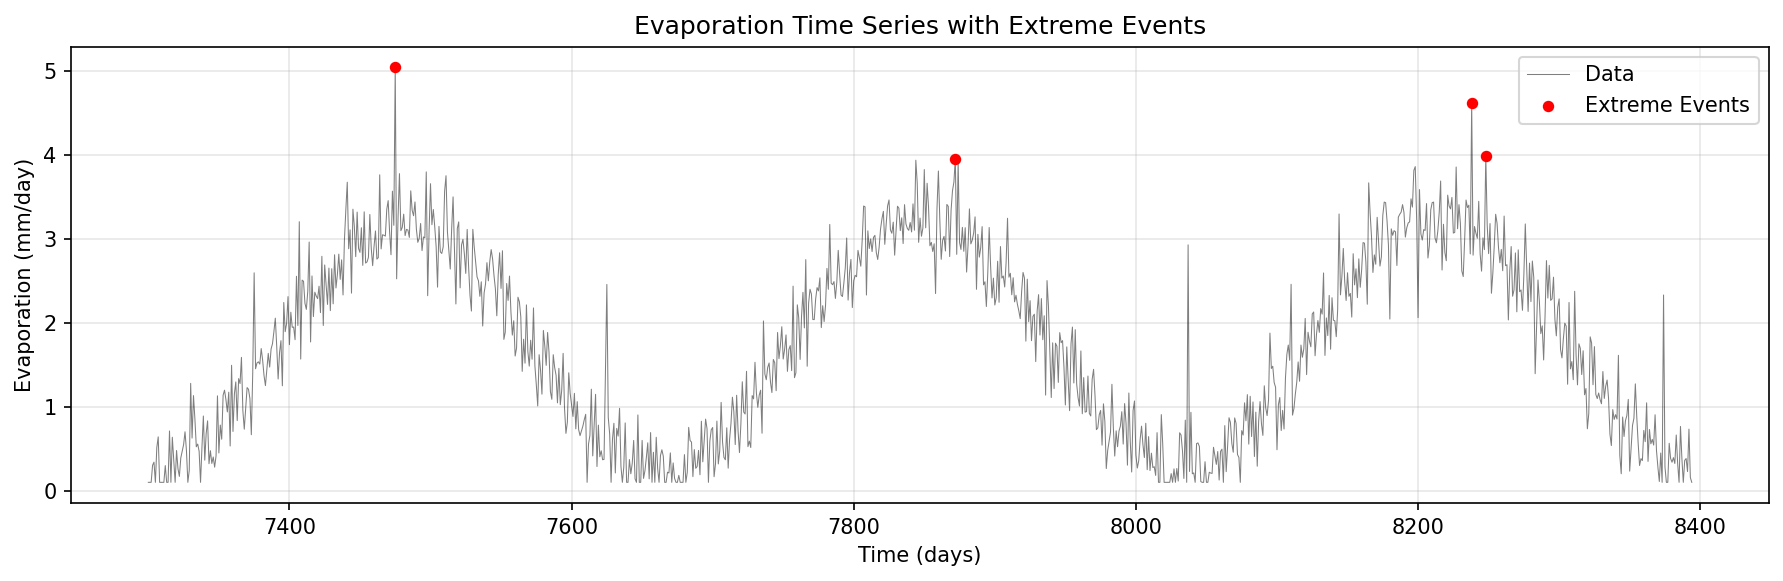 Evaporation Time Series with Extreme Events
Evaporation (mm/day)
5
4
3
2
1
0
Data
Extreme Events
7400 7600 7800 8000 8200 8400
Time (days)